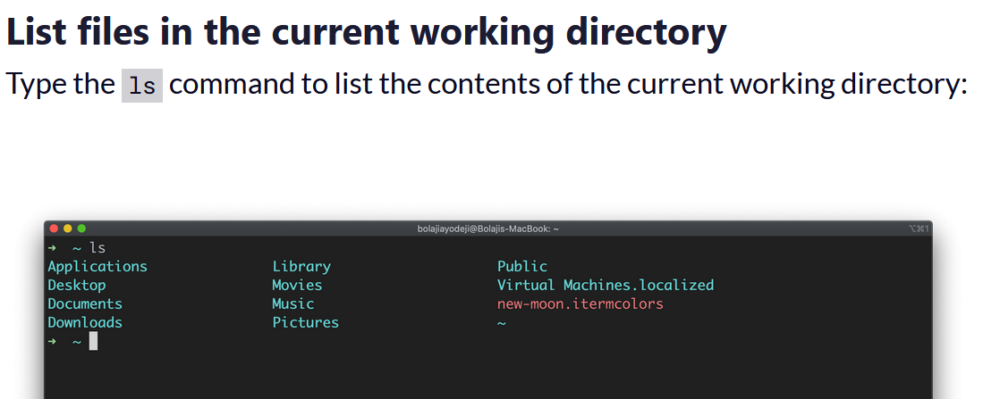 List files in the current working directory
Type the ls command to list the contents of the current working directory:
bolajiayodeji@Bolajis-MacBook: ~ ⌥⌘1
➜ ~ ls
Applications Library Public
Desktop Movies Virtual Machines.localized
Documents Music new-moon.itermcolors
Downloads Pictures ~
➜ ~